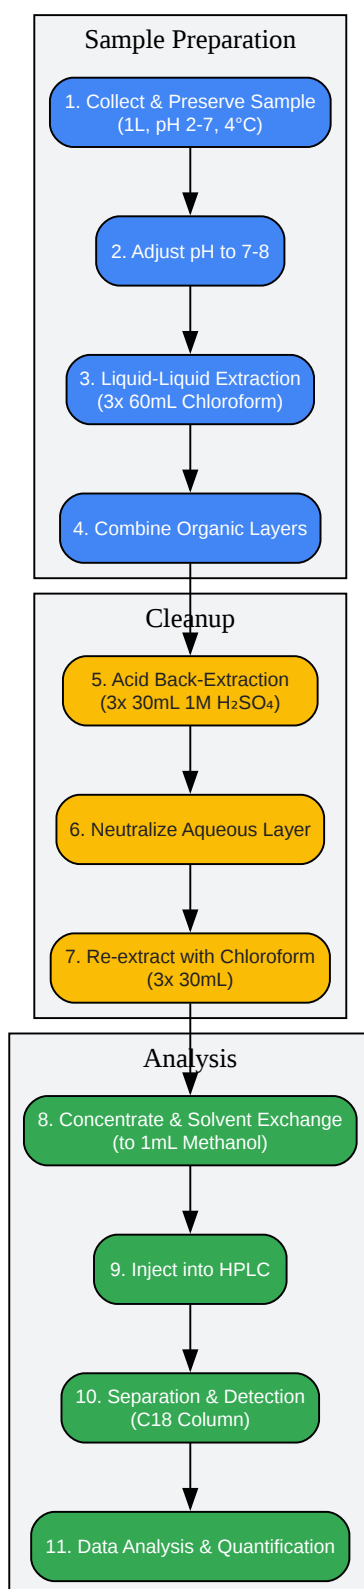 Sample Preparation
1. Collect & Preserve Sample
(1L, pH 2-7, 4°C)
2. Adjust pH to 7-8
3. Liquid-Liquid Extraction
(3x 60mL Chloroform)
4. Combine Organic Layers
Cleanup
5. Acid Back-Extraction
(3x 30mL 1M H₂SO₄)
6. Neutralize Aqueous Layer
7. Re-extract with Chloroform
(3x 30mL)
Analysis
8. Concentrate & Solvent Exchange
(to 1mL Methanol)
9. Inject into HPLC
10. Separation & Detection
(C18 Column)
11. Data Analysis & Quantification